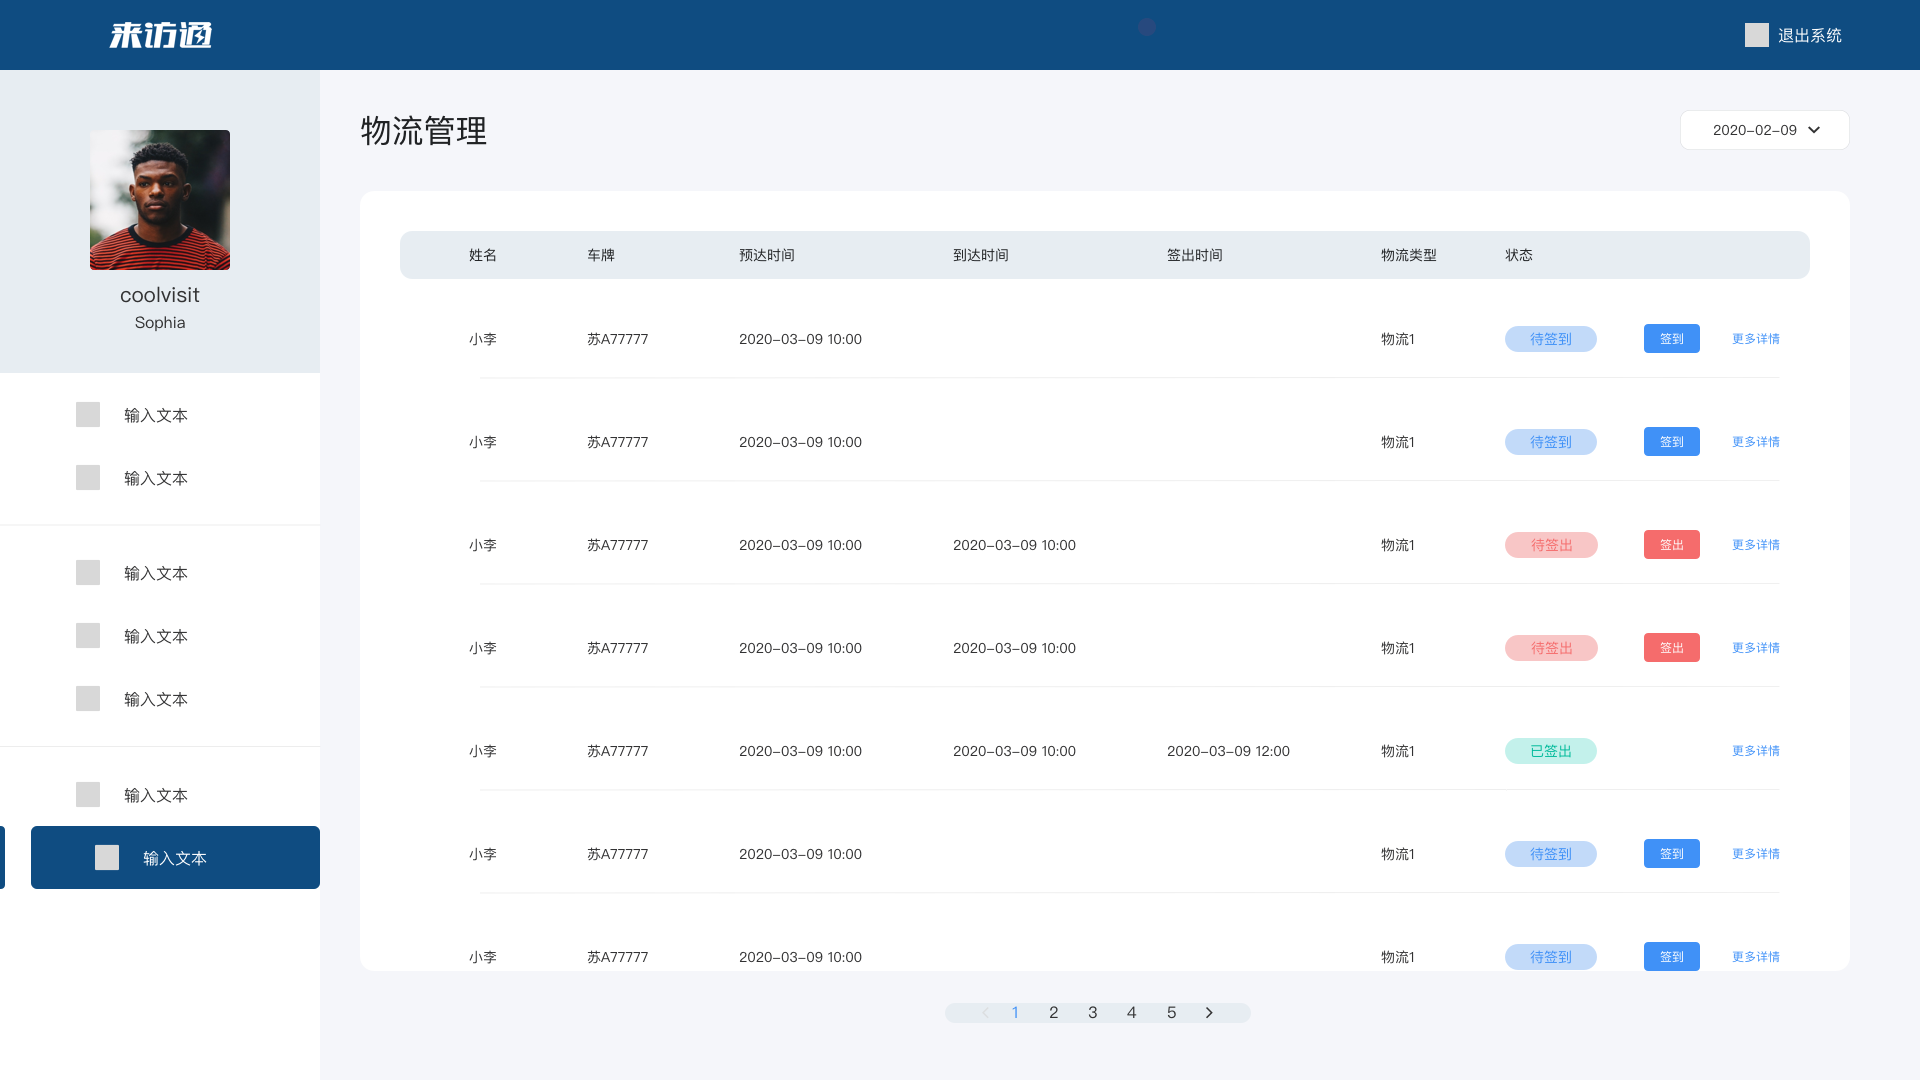 来访通
退出系统
coolvisit
Sophia
输入文本
输入文本
输入文本
输入文本
输入文本
输入文本
输入文本
物流管理
2020-02-09
姓名 车牌 预达时间 到达时间 签出时间 物流类型 状态
小李 苏A77777 2020-03-09 10:00 物流1 待签到 签到 更多详情
小李 苏A77777 2020-03-09 10:00 物流1 待签到 签到 更多详情
小李 苏A77777 2020-03-09 10:00 2020-03-09 10:00 物流1 待签出 签出 更多详情
小李 苏A77777 2020-03-09 10:00 2020-03-09 10:00 物流1 待签出 签出 更多详情
小李 苏A77777 2020-03-09 10:00 2020-03-09 10:00 2020-03-09 12:00 物流1 已签出 更多详情
小李 苏A77777 2020-03-09 10:00 物流1 待签到 签到 更多详情
小李 苏A77777 2020-03-09 10:00 物流1 待签到 签到 更多详情
1 2 3 4 5